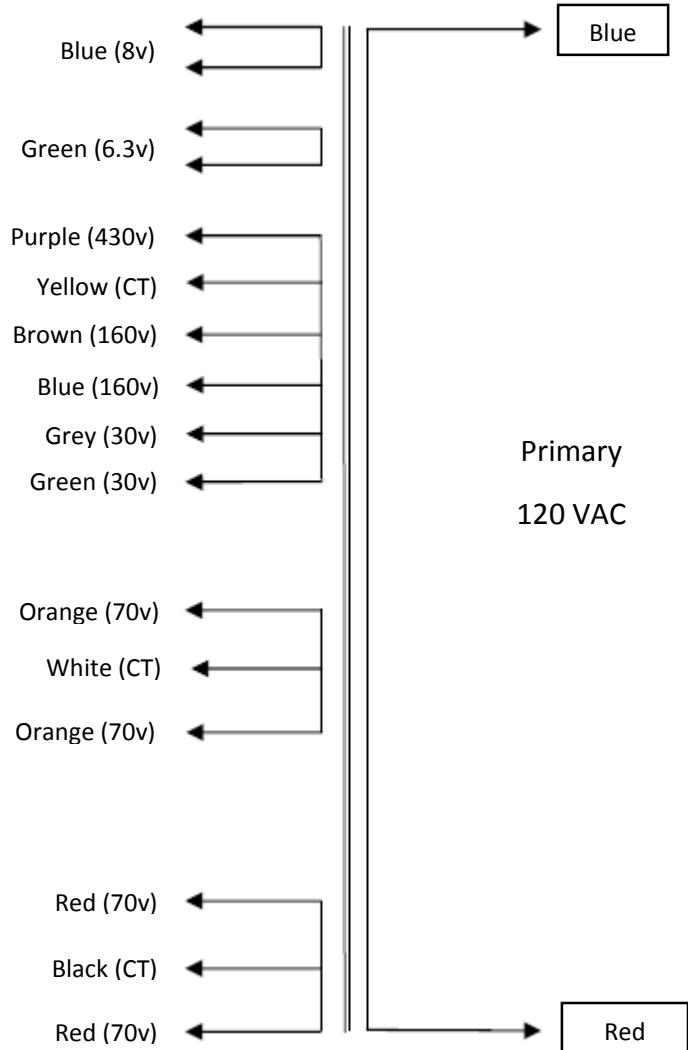 Blue (8v)
Green (6.3v)
Purple (430v)
Yellow (CT)
Brown (160v)
Blue (160v)
Grey (30v)
Green (30v)
Orange (70v)
White (CT)
Orange (70v)
Red (70v)
Black (CT)
Red (70v)
Blue
Primary
120 VAC
Red